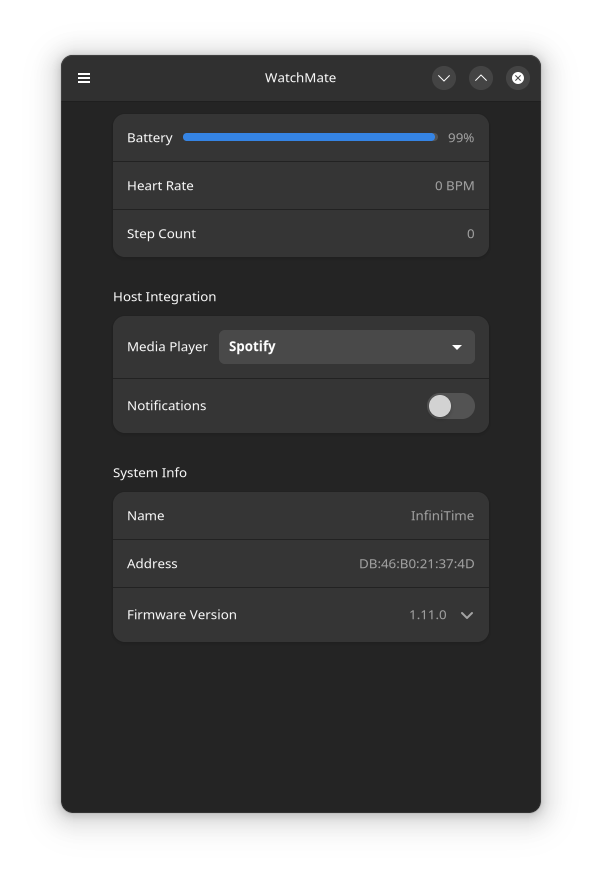 WatchMate
Battery 99%
Heart Rate 0 BPM
Step Count 0
Host Integration
Media Player Spotify
Notifications
System Info
Name InfiniTime
Address DB:46:B0:21:37:4D
Firmware Version 1.11.0